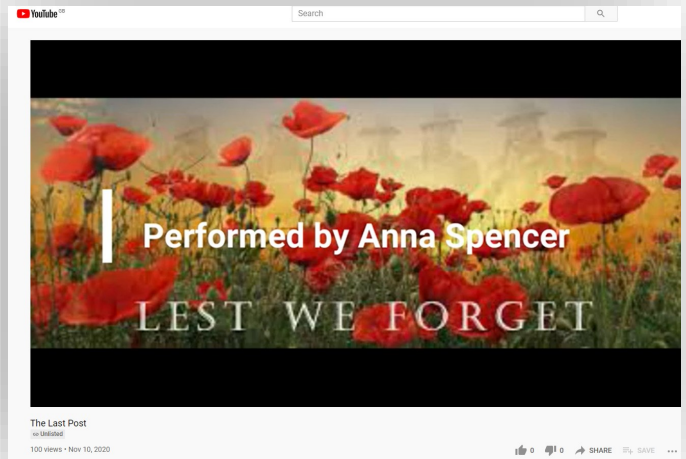 YouTube GB
Search
Performed by Anna Spencer
LEST WE FORGET
The Last Post
Unlisted
100 views • Nov 10, 2020
0 0 SHARE SAVE ...